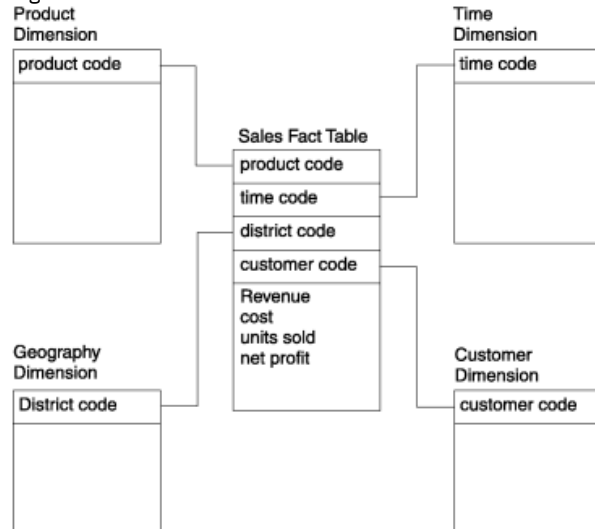 Product
Dimension
product code
Time
Dimension
time code
Sales Fact Table
product code
time code
district code
customer code
Revenue
cost
units sold
net profit
Geography
Dimension
District code
Customer
Dimension
customer code